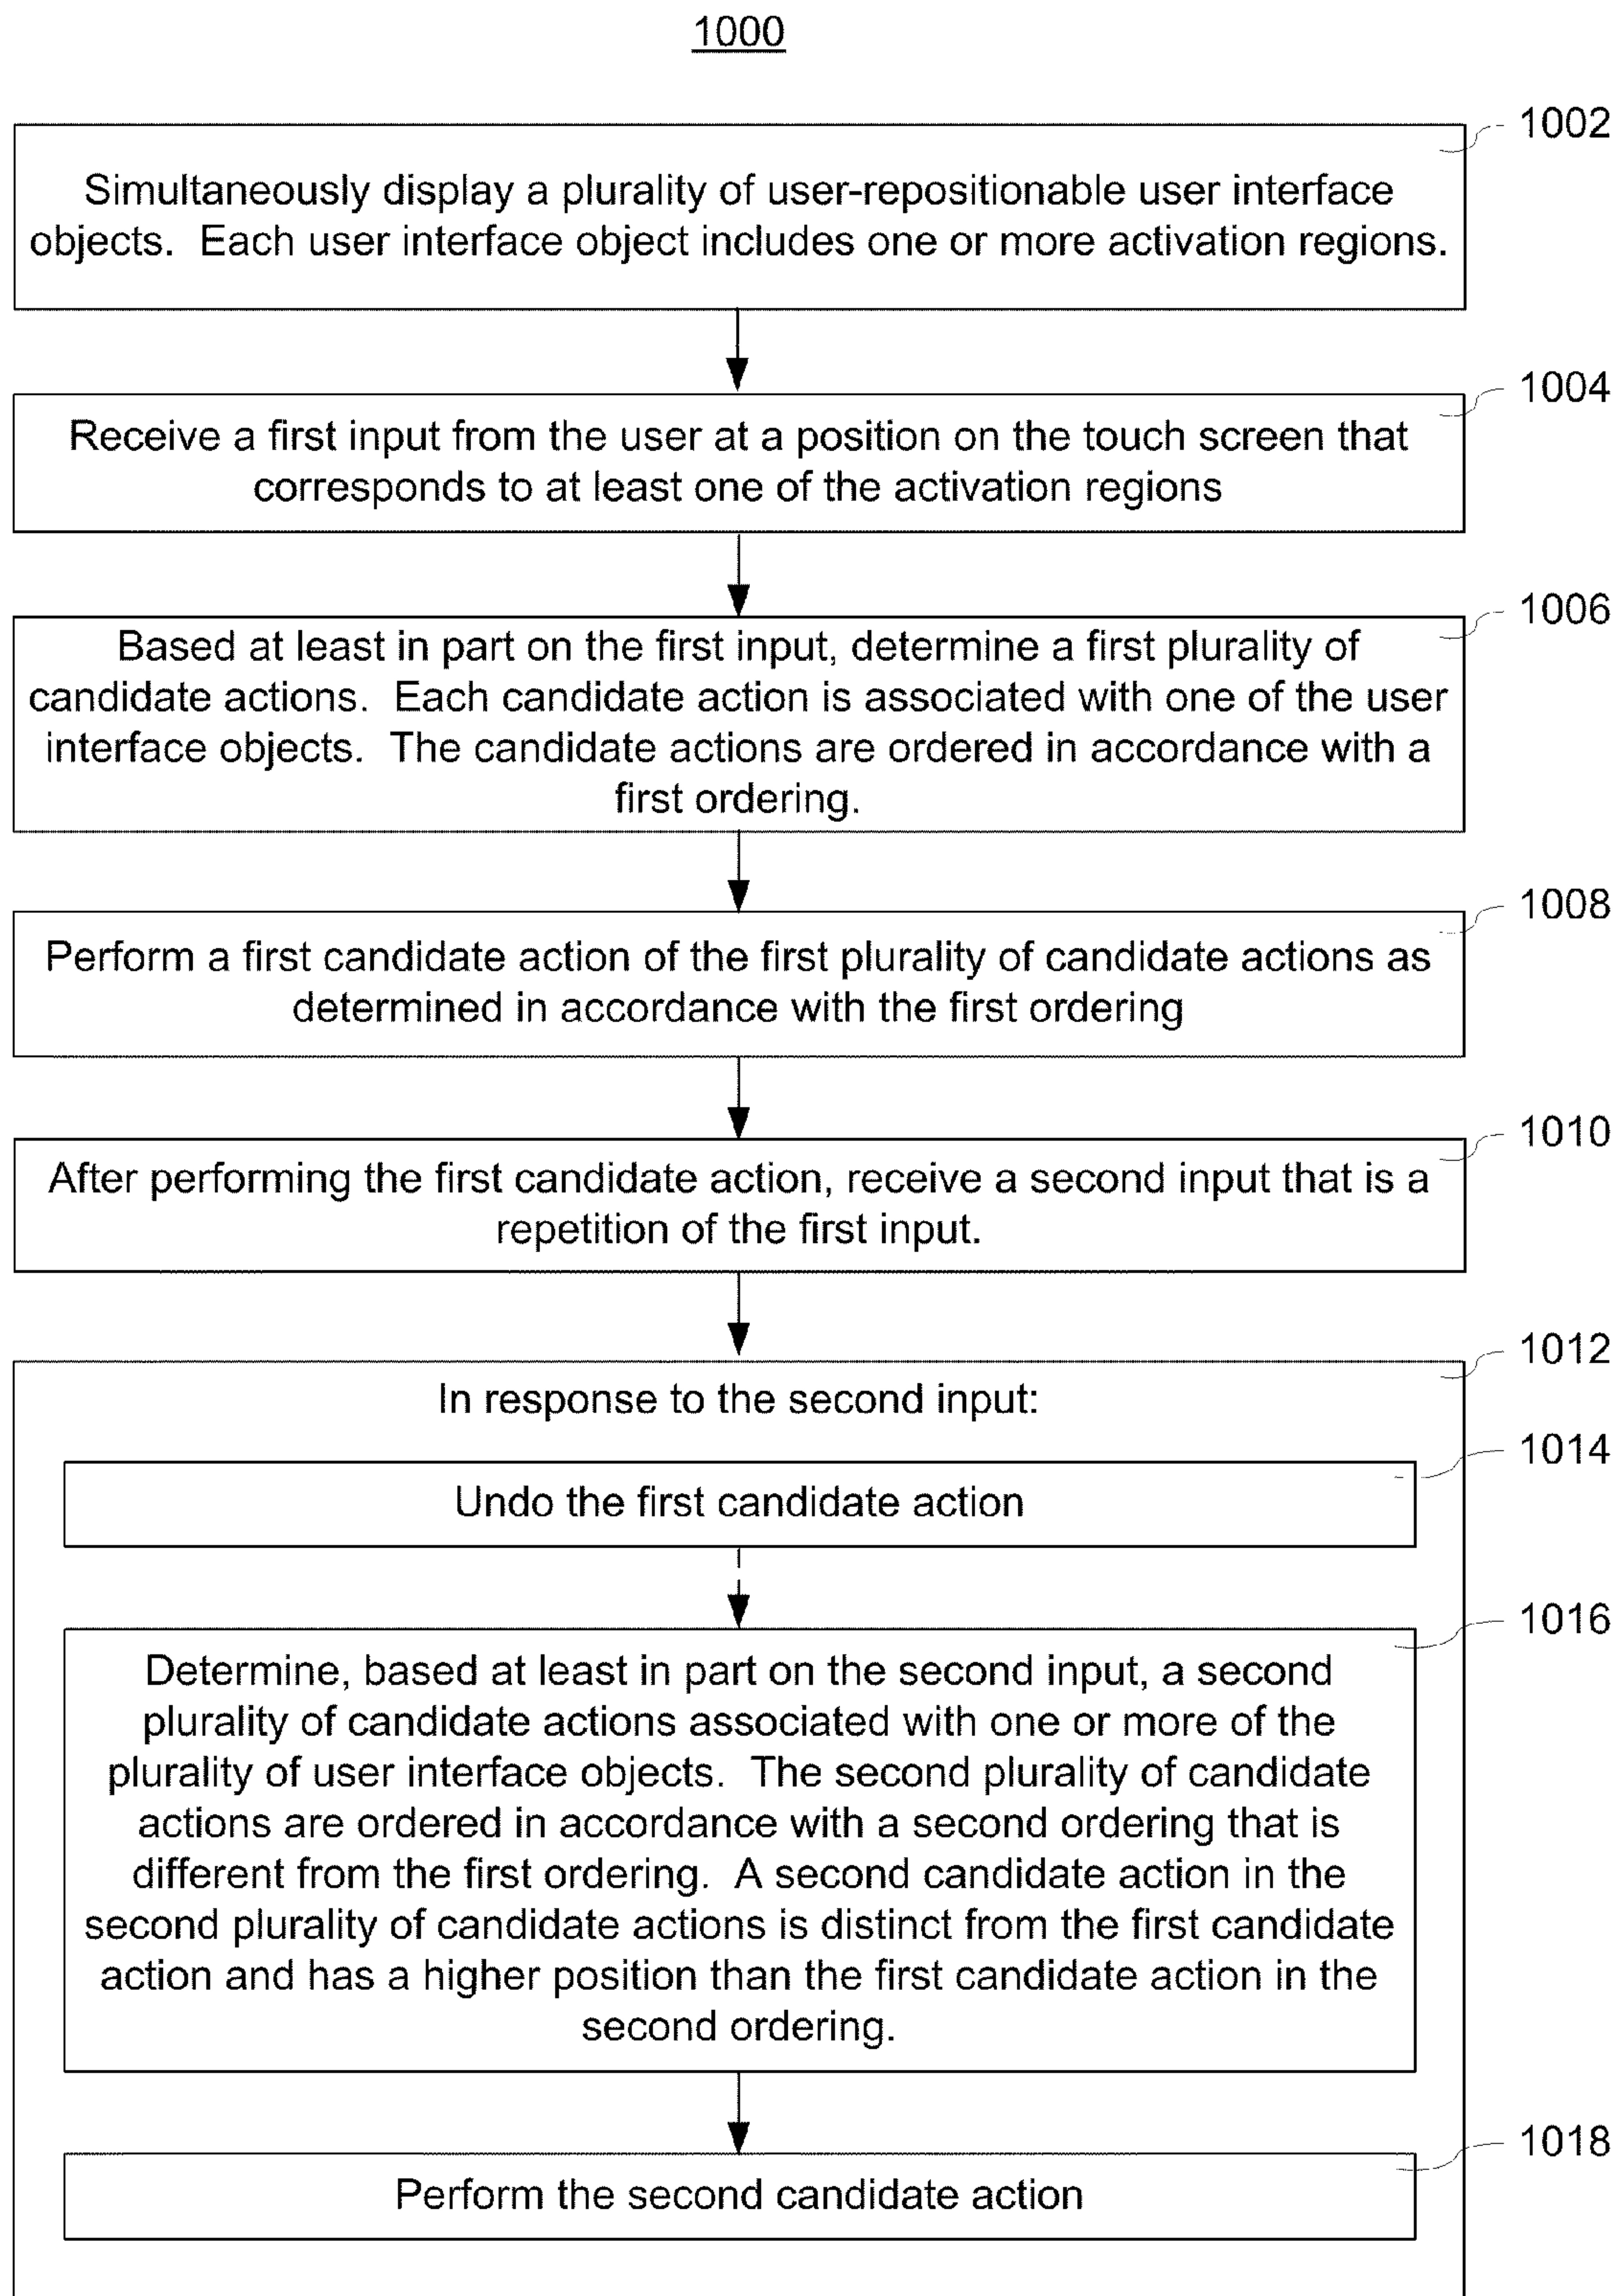 1000
1002
Simultaneously display a plurality of user-repositionable user interface
objects.  Each user interface object includes one or more activation regions.
1004
Receive a first input from the user at a position on the touch screen that
corresponds to at least one of the activation regions
1006
Based at least in part on the first input, determine a first plurality of
candidate actions.  Each candidate action is associated with one of the user
interface objects.  The candidate actions are ordered in accordance with a
first ordering.
1008
Perform a first candidate action of the first plurality of candidate actions as
determined in accordance with the first ordering
1010
After performing the first candidate action, receive a second input that is a
repetition of the first input.
1012
In response to the second input:
1014
Undo the first candidate action
1016
Determine, based at least in part on the second input, a second
plurality of candidate actions associated with one or more of the
plurality of user interface objects.  The second plurality of candidate
actions are ordered in accordance with a second ordering that is
different from the first ordering.  A second candidate action in the
second plurality of candidate actions is distinct from the first candidate
action and has a higher position than the first candidate action in the
second ordering.
1018
Perform the second candidate action